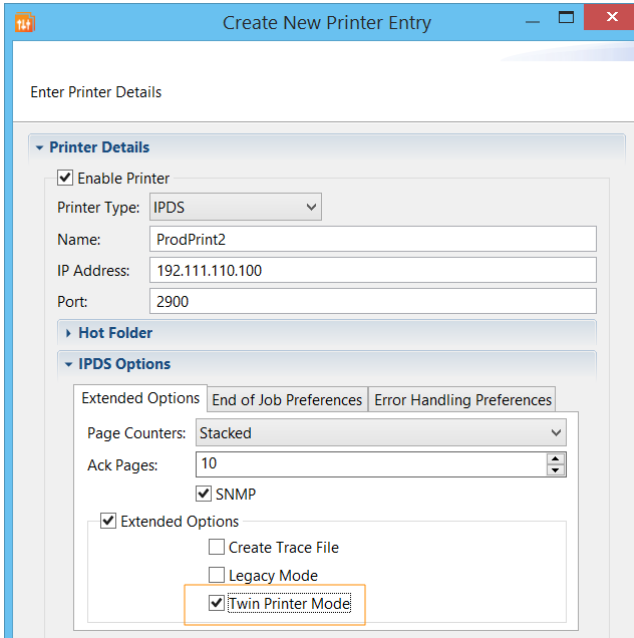 Create New Printer Entry
Enter Printer Details
Printer Details
Enable Printer
Printer Type: IPDS
Name: ProdPrint2
IP Address: 192.111.110.100
Port: 2900
Hot Folder
IPDS Options
Extended Options End of Job Preferences Error Handling Preferences
Page Counters: Stacked
Ack Pages: 10
SNMP
Extended Options
Create Trace File
Legacy Mode
Twin Printer Mode